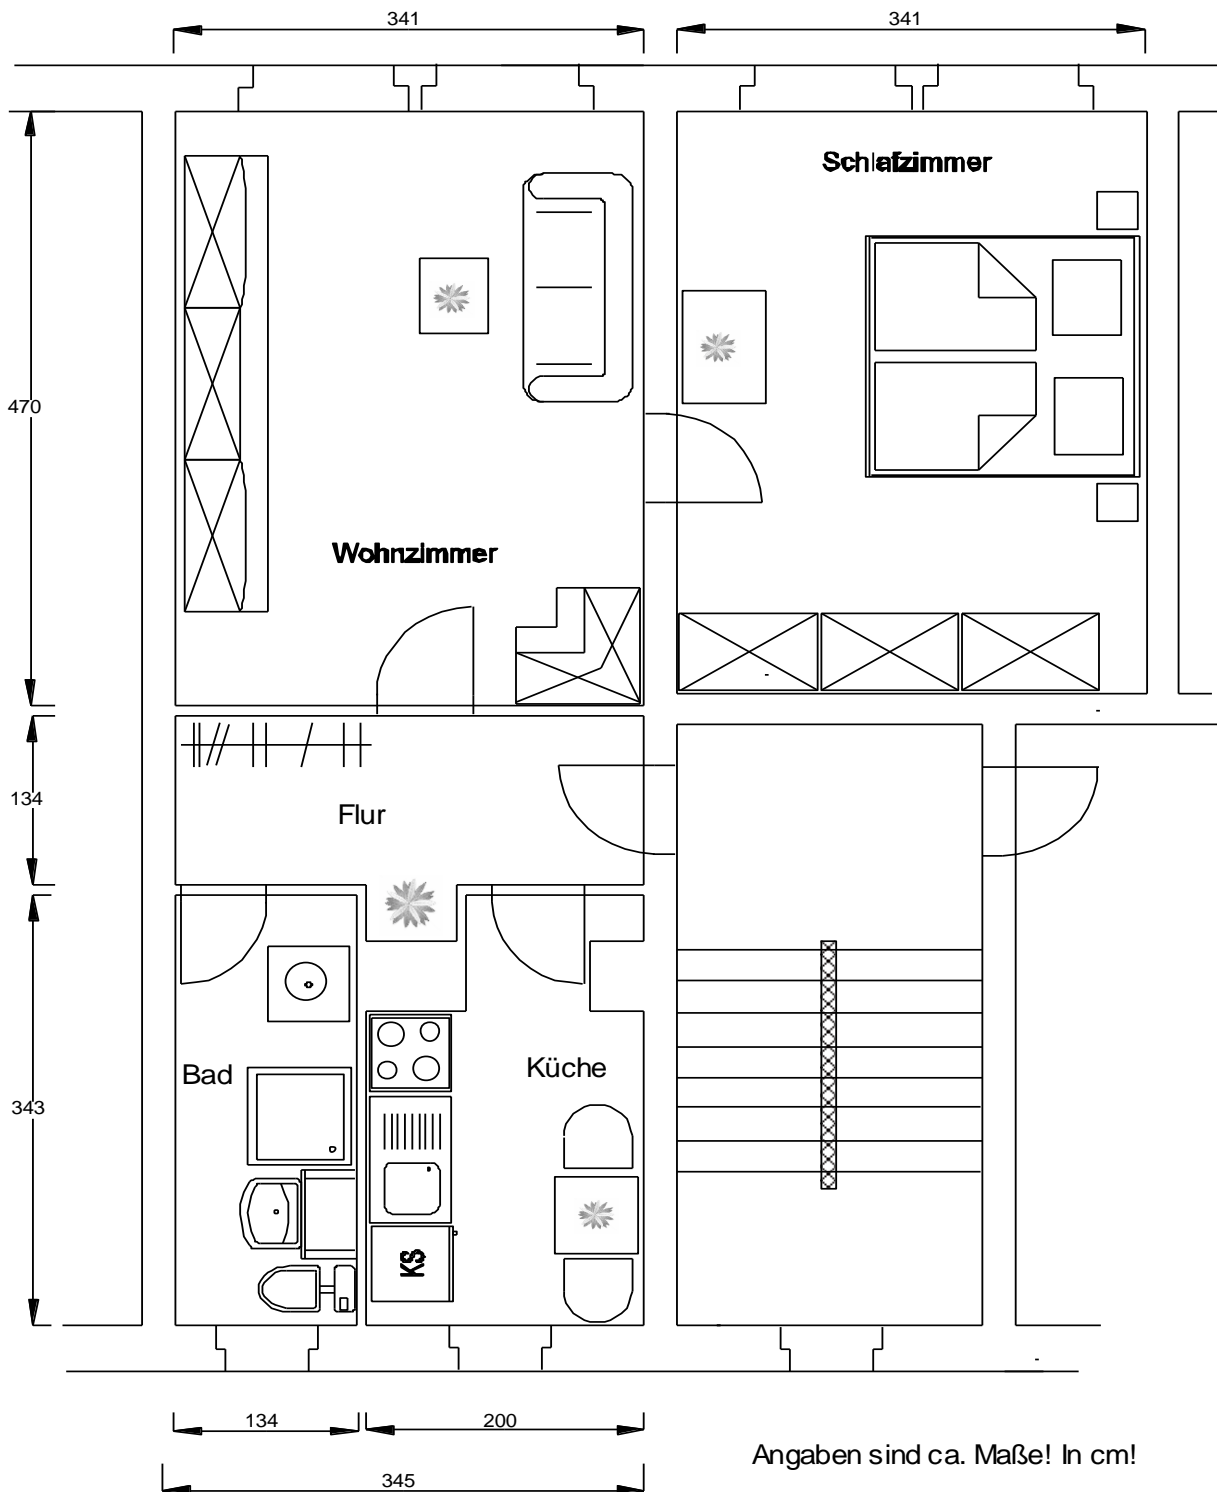 341
341
Schlafzimmer
470
Wohnzimmer
134
Flur
Bad
Küche
343
KS
134
200
345
Angaben sind ca. Maße! In cm!